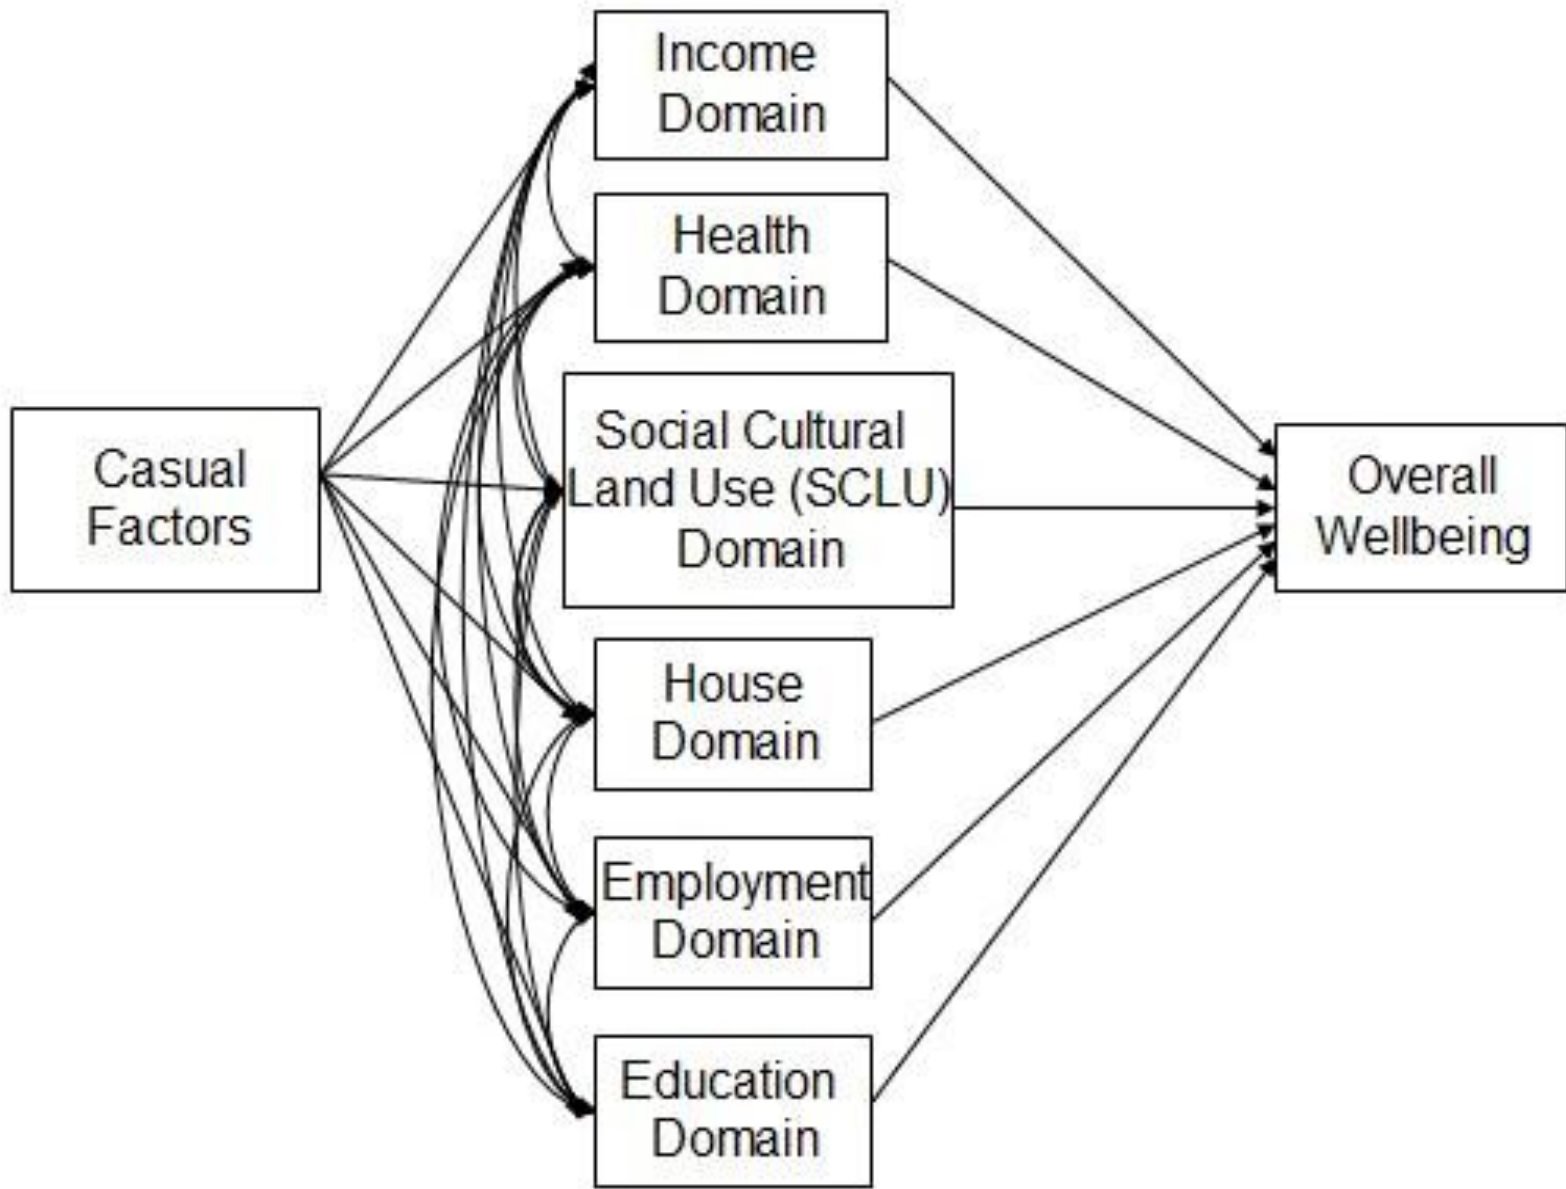 Income
Domain
Health
Domain
Social Cultural
Land Use (SCLU)
Domain
Casual
Factors
Overall
Wellbeing
House
Domain
Employment
Domain
Education
Domain